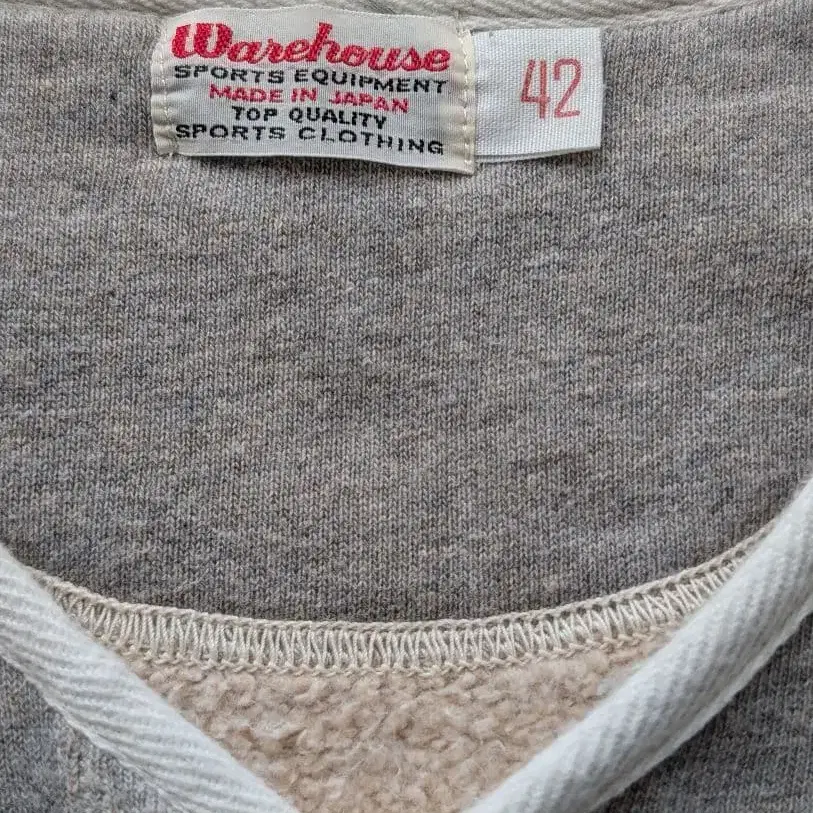 Warehouse
SPORTS EQUIPMENT
MADE IN JAPAN
TOP QUALITY
SPORTS CLOTHING
42